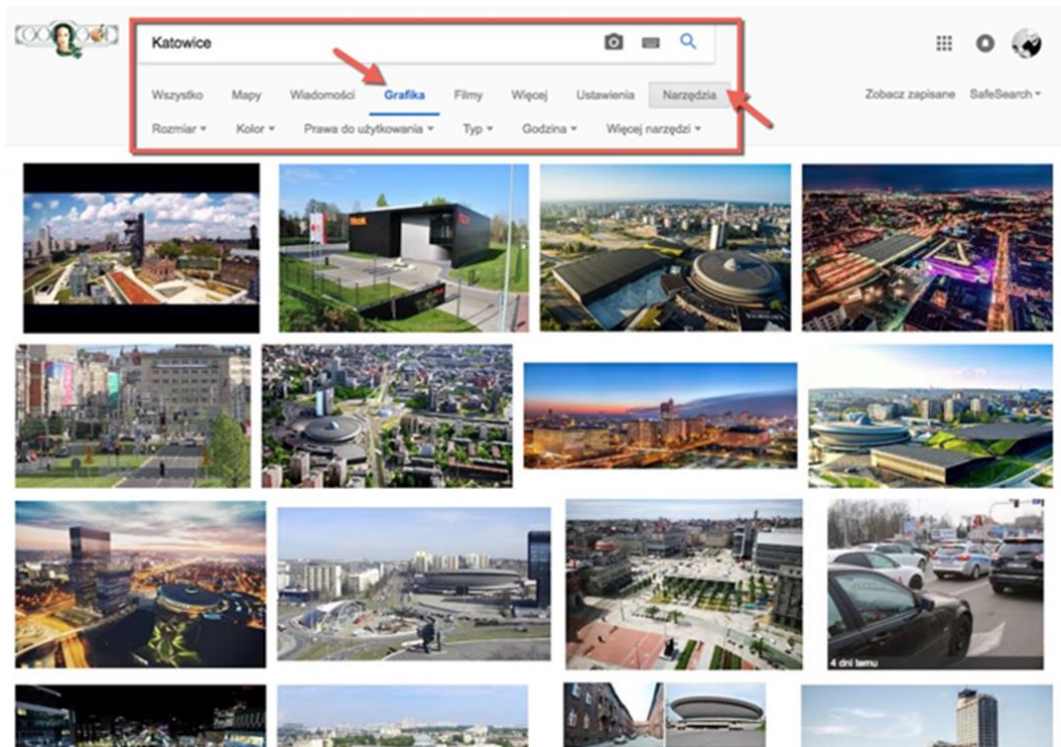 Katowice
Wszystko Mapy Wiadomości Grafika Filmy Więcej Ustawienia Narzędzia
Zobacz zapisane SafeSearch
Rozmiar Kolor Prawa do użytkowania Typ Godzina Więcej narzędzi
4 dni temu